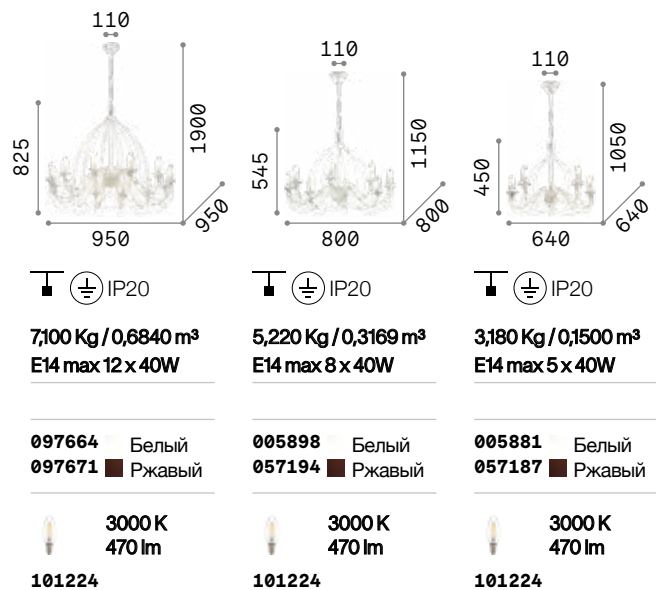 110
825
1900
950
950
IP20
7,100 Kg / 0,6840 m³
E14 max 12 x 40W
097664 Белый
097671 Ржавый
3000 K
470 lm
101224
110
545
1150
800
800
IP20
5,220 Kg / 0,3169 m³
E14 max 8 x 40W
005898 Белый
057194 Ржавый
3000 K
470 lm
101224
110
450
1050
640
640
IP20
3,180 Kg / 0,1500 m³
E14 max 5 x 40W
005881 Белый
057187 Ржавый
3000 K
470 lm
101224